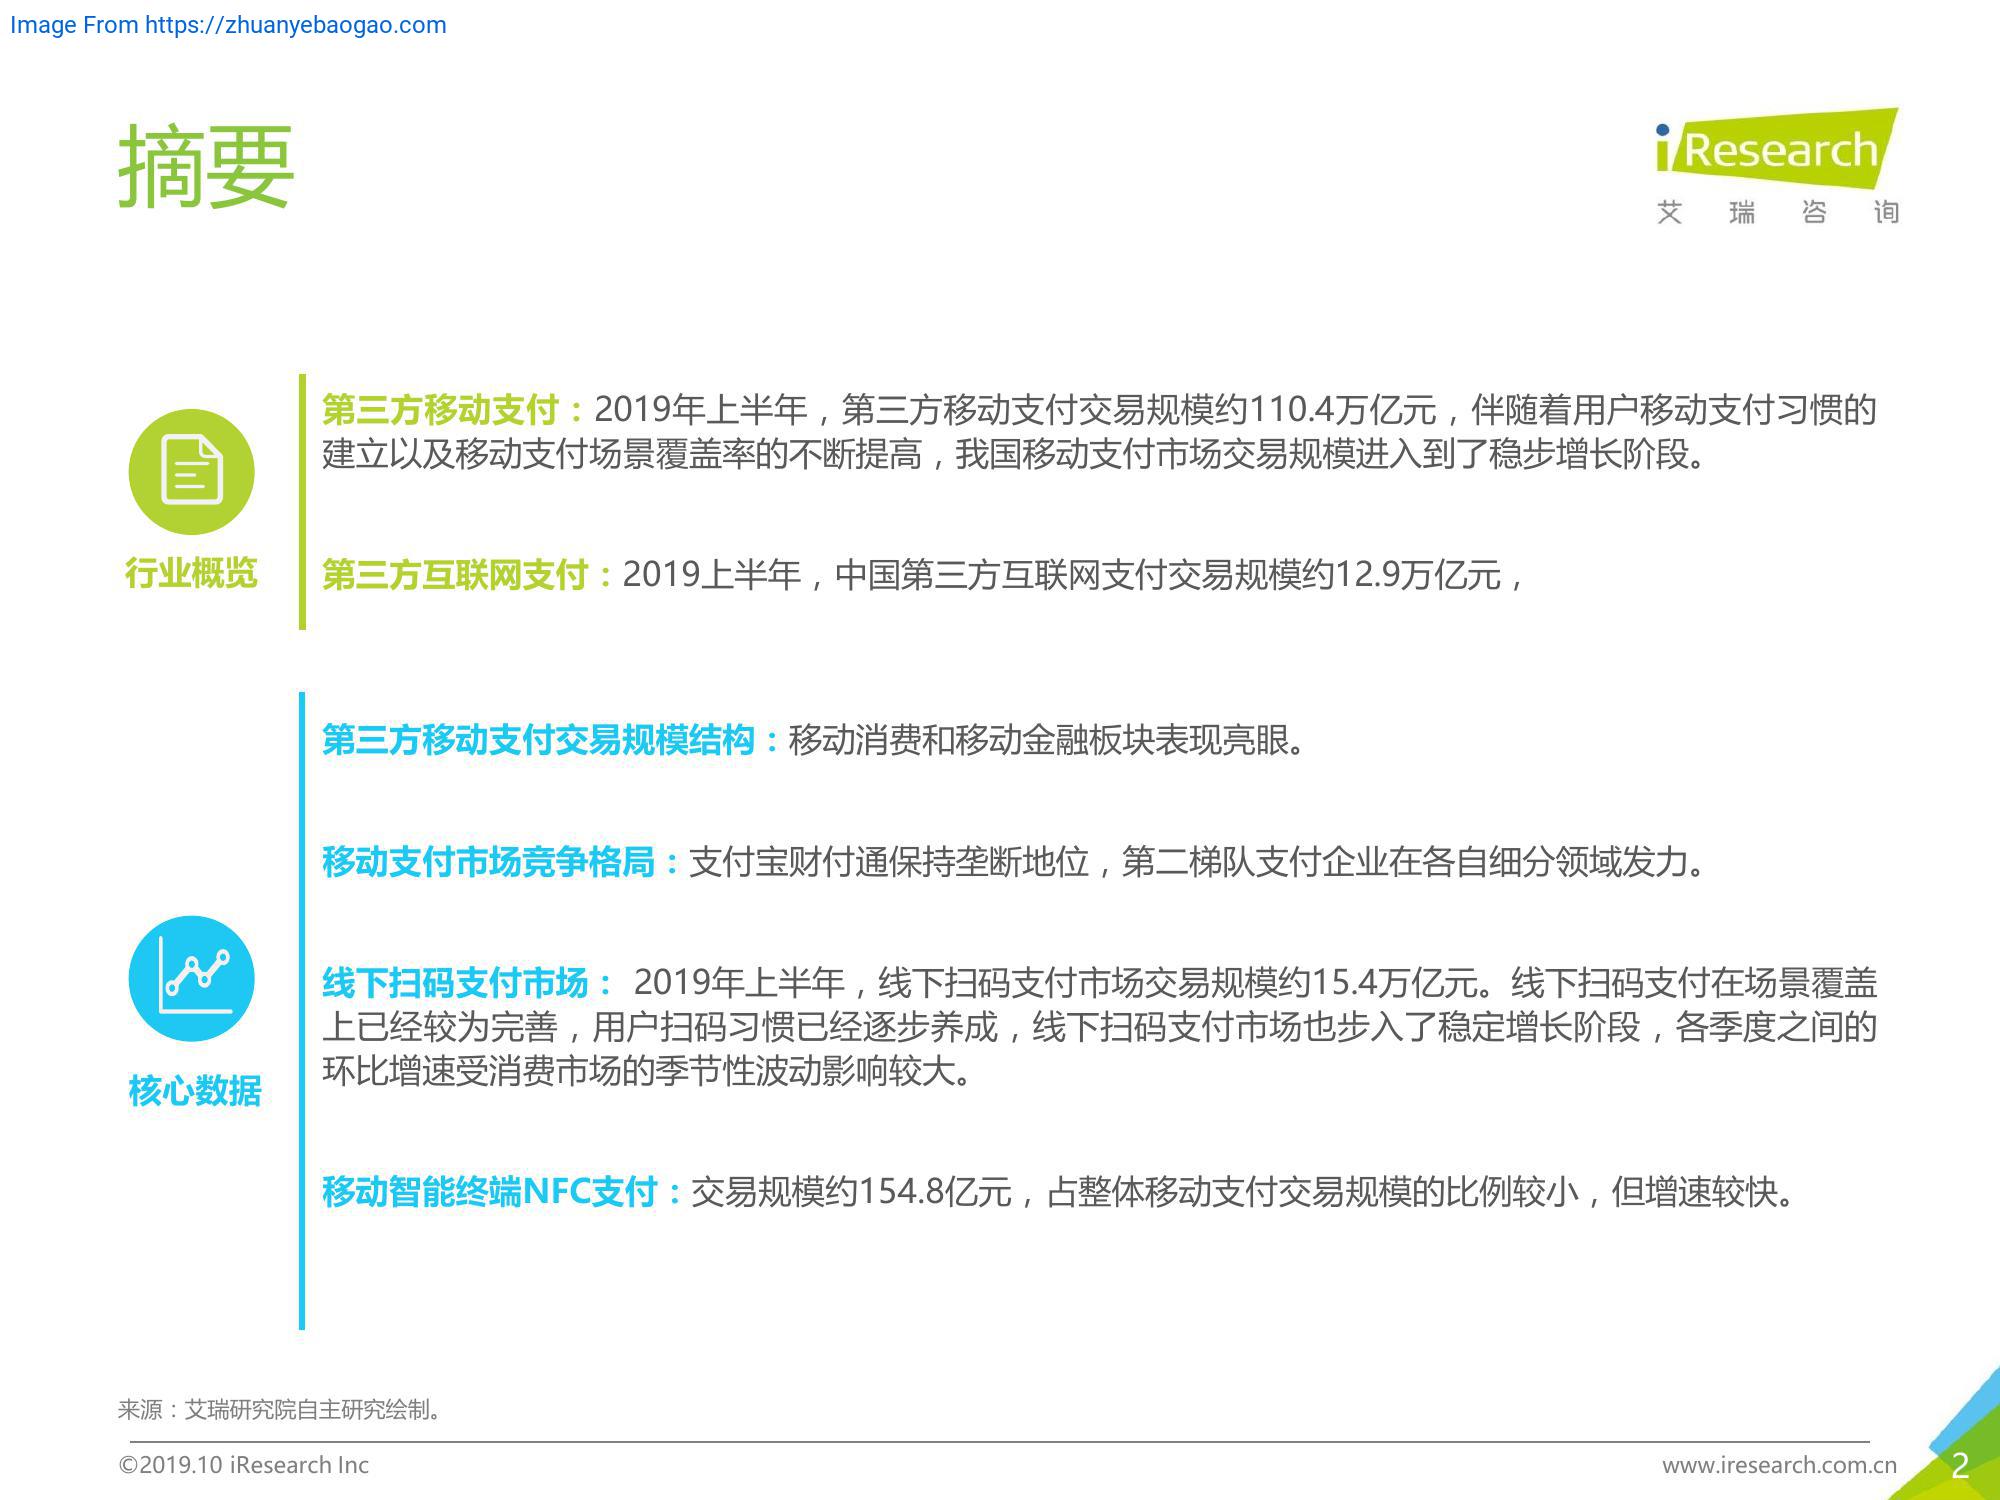 Image From https://zhuanyebaogao.com
摘要
iResearch
艾瑞咨询
第三方移动支付：2019年上半年，第三方移动支付交易规模约110.4万亿元，伴随着用户移动支付习惯的
建立以及移动支付场景覆盖率的不断提高，我国移动支付市场交易规模进入到了稳步增长阶段。
行业概览
第三方互联网支付：2019上半年，中国第三方互联网支付交易规模约12.9万亿元，
第三方移动支付交易规模结构：移动消费和移动金融板块表现亮眼。
移动支付市场竞争格局：支付宝财付通保持垄断地位，第二梯队支付企业在各自细分领域发力。
线下扫码支付市场： 2019年上半年，线下扫码支付市场交易规模约15.4万亿元。线下扫码支付在场景覆盖
上已经较为完善，用户扫码习惯已经逐步养成，线下扫码支付市场也步入了稳定增长阶段，各季度之间的
环比增速受消费市场的季节性波动影响较大。
核心数据
移动智能终端NFC支付：交易规模约154.8亿元，占整体移动支付交易规模的比例较小，但增速较快。
来源：艾瑞研究院自主研究绘制。
©2019.10 iResearch Inc
www.iresearch.com.cn
2